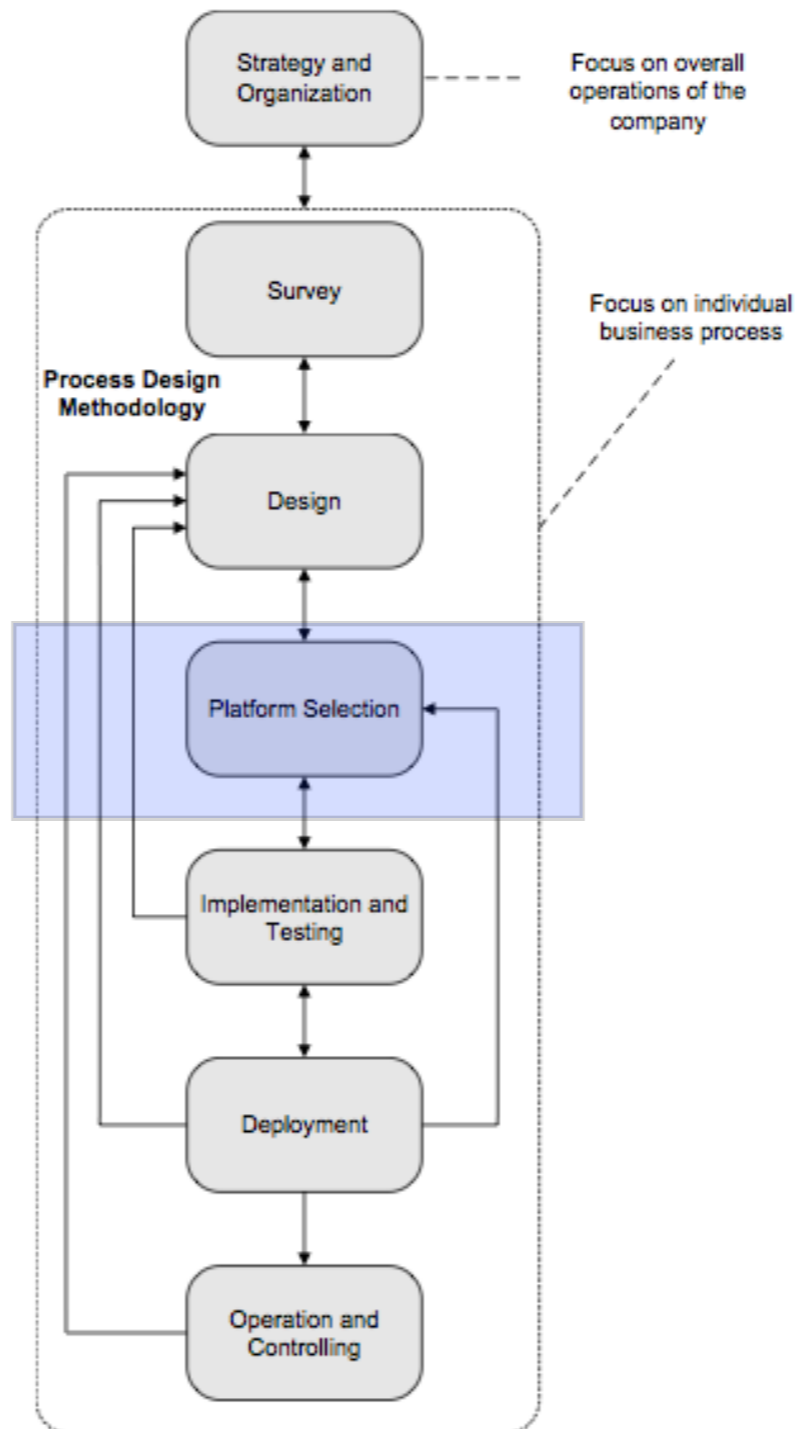 Strategy and
Organization
Focus on overall
operations of the
company
Survey
Focus on individual
business process
Process Design
Methodology
Design
Platform Selection
Implementation and
Testing
Deployment
Operation and
Controlling